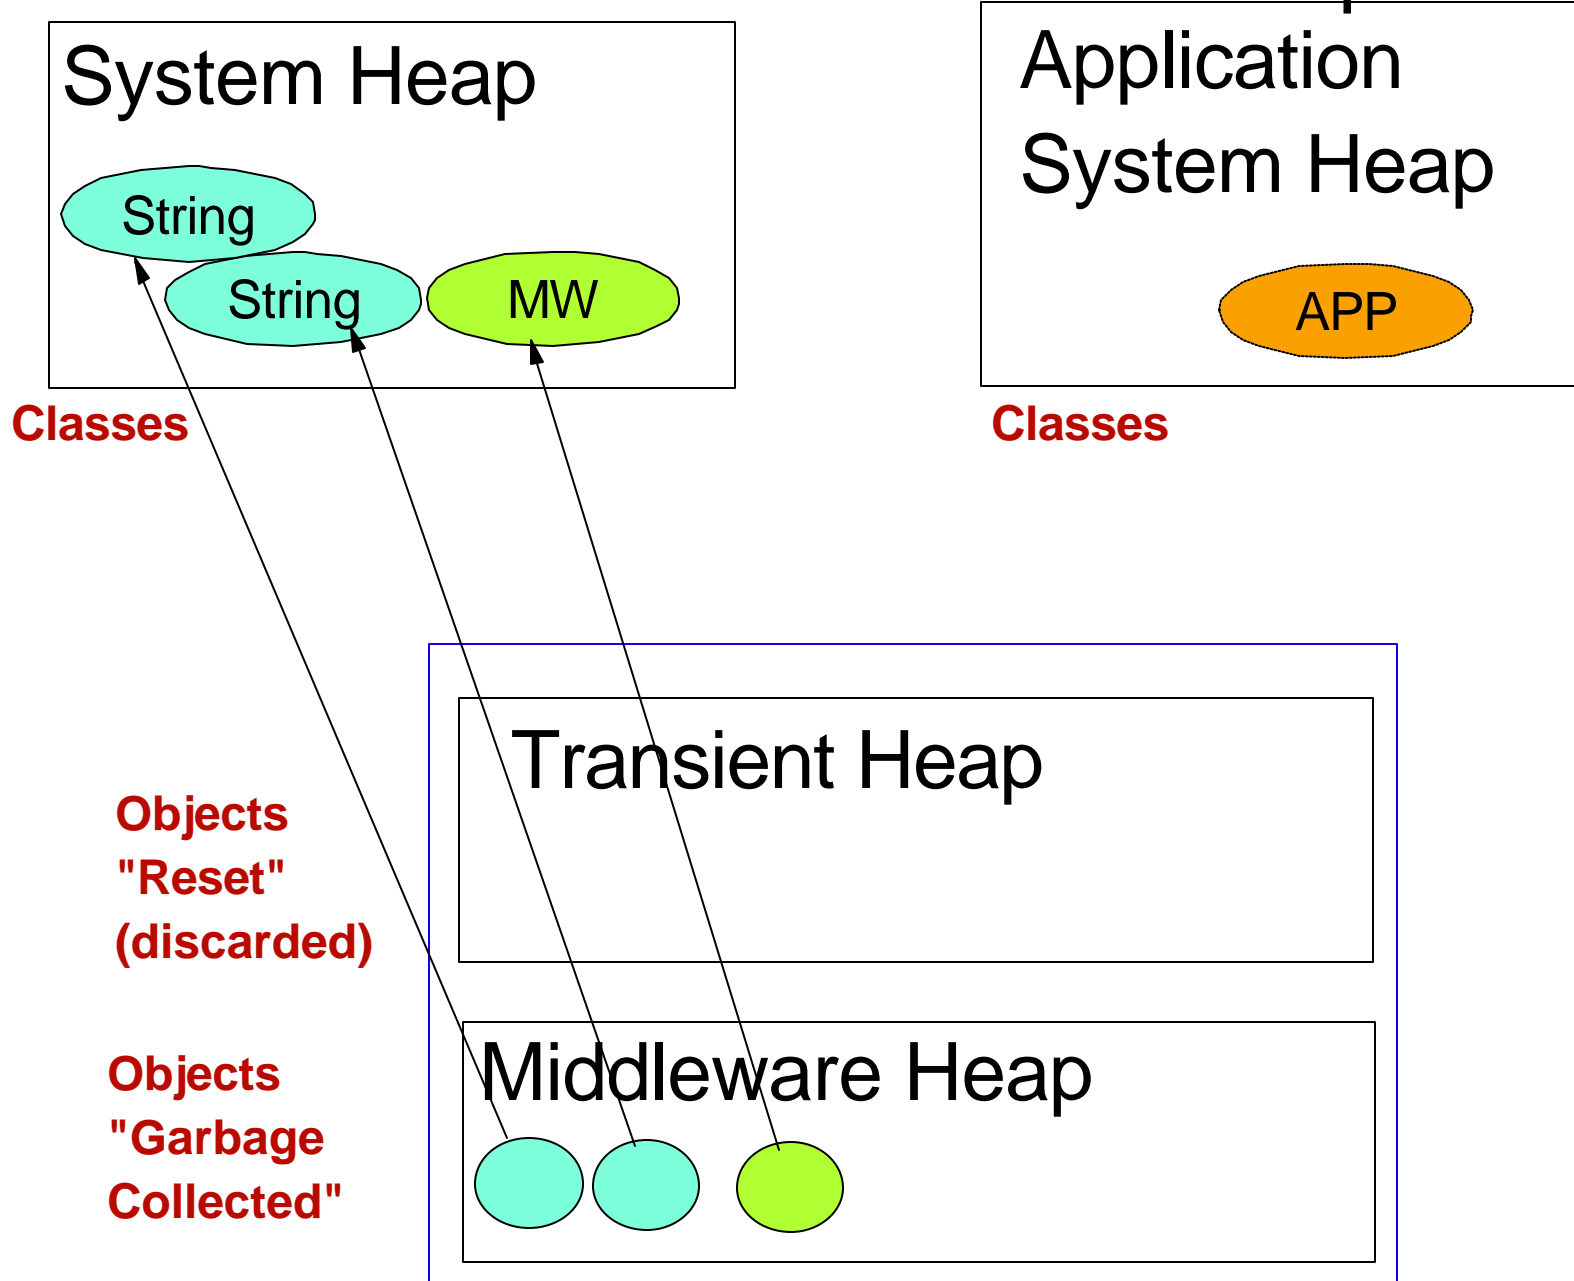 System Heap
String
String
MW
Classes
Application
System Heap
APP
Classes
Transient Heap
Objects
"Reset"
(discarded)
Middleware Heap
Objects
"Garbage
Collected"